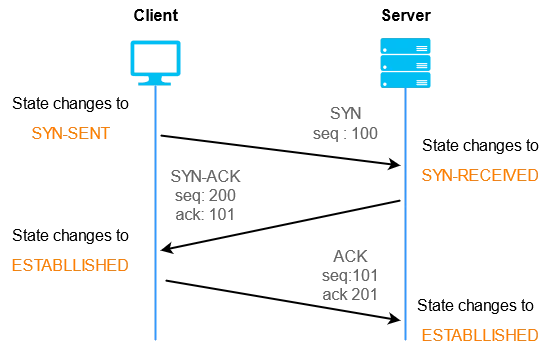 Client
Server
State changes to
SYN-SENT
SYN
seq : 100
State changes to
SYN-RECEIVED
SYN-ACK
seq: 200
ack: 101
State changes to
ESTABLLISHED
ACK
seq:101
ack 201
State changes to
ESTABLLISHED